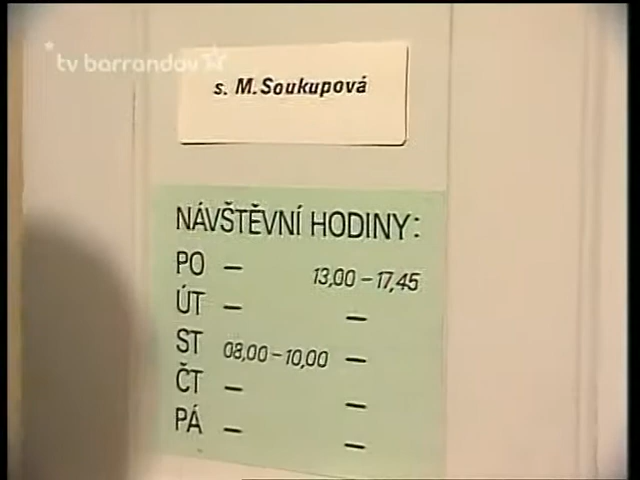 tv barrandov
s. M. Soukupová
NÁVŠTĚVNÍ HODINY:
PO – 13,00 – 17,45
ÚT – –
ST 08,00 – 10,00 –
ČT – –
PÁ – –